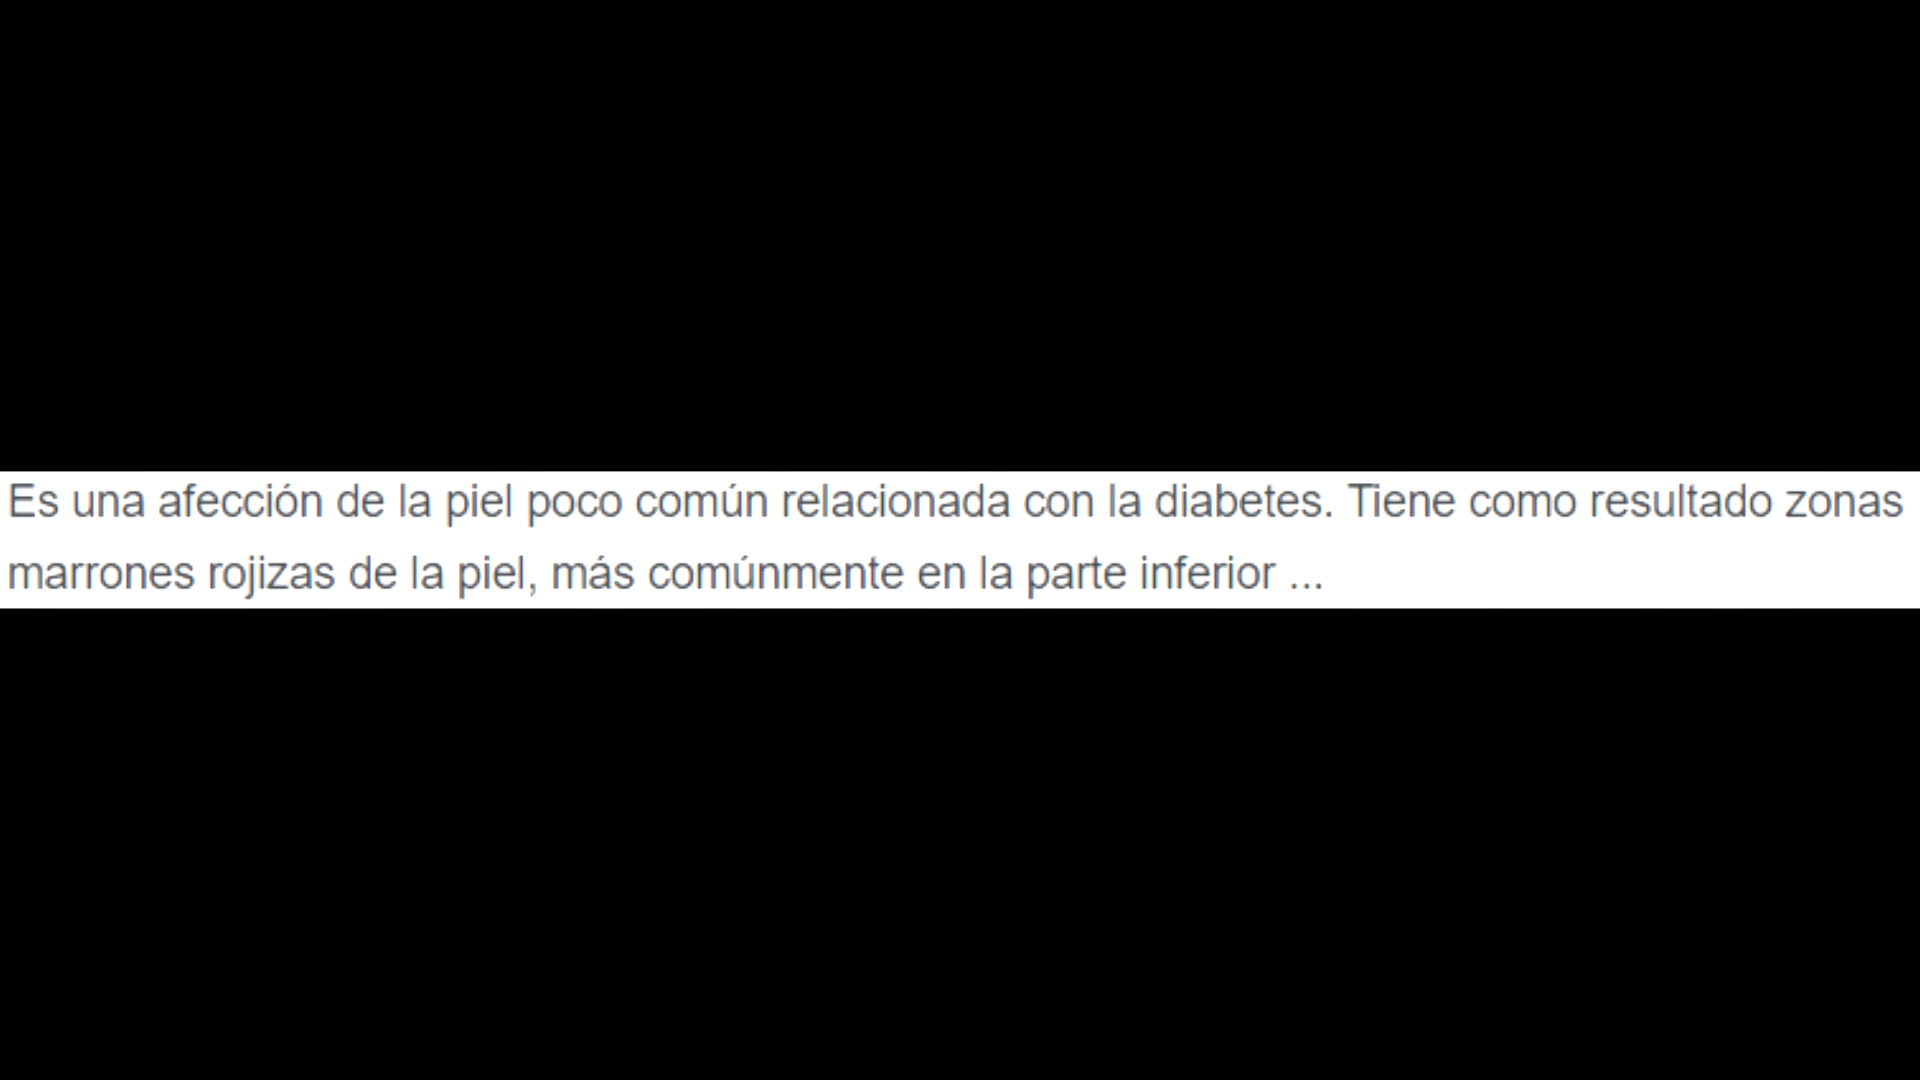 Es una afección de la piel poco común relacionada con la diabetes. Tiene como resultado zonas
marrones rojizas de la piel, más comúnmente en la parte inferior ...